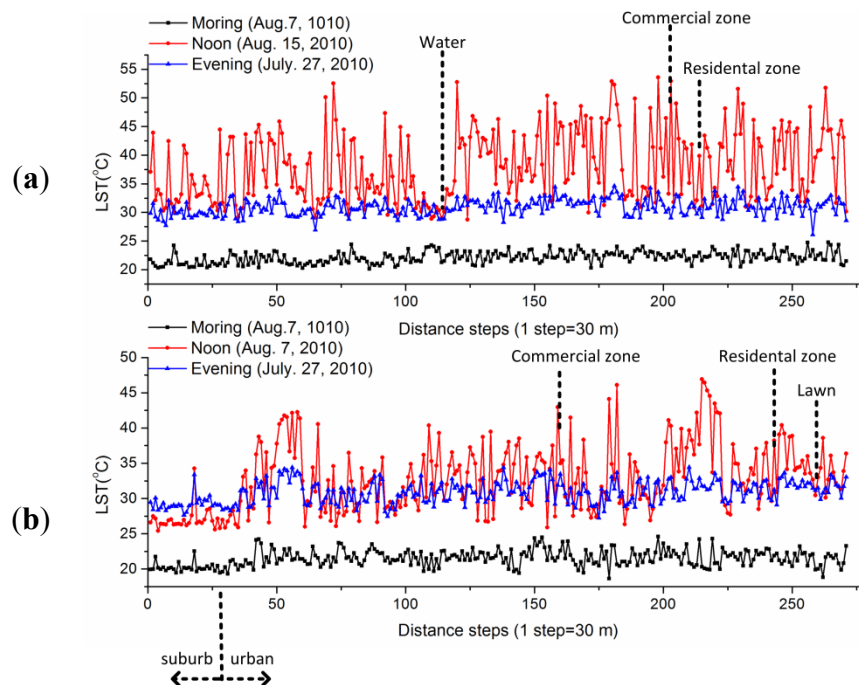 Moring (Aug.7, 1010)
Noon (Aug. 15, 2010)
Evening (July. 27, 2010)
Water
Commercial zone
Residental zone
(a)
LST(°C)
55
50
45
40
35
30
25
20
0 50 100 150 200 250
Distance steps (1 step=30 m)
Moring (Aug.7, 1010)
Noon (Aug. 7, 2010)
Evening (July. 27, 2010)
Commercial zone
Residental zone
Lawn
(b)
LST(°C)
50
45
40
35
30
25
20
0 50 100 150 200 250
Distance steps (1 step=30 m)
suburb urban